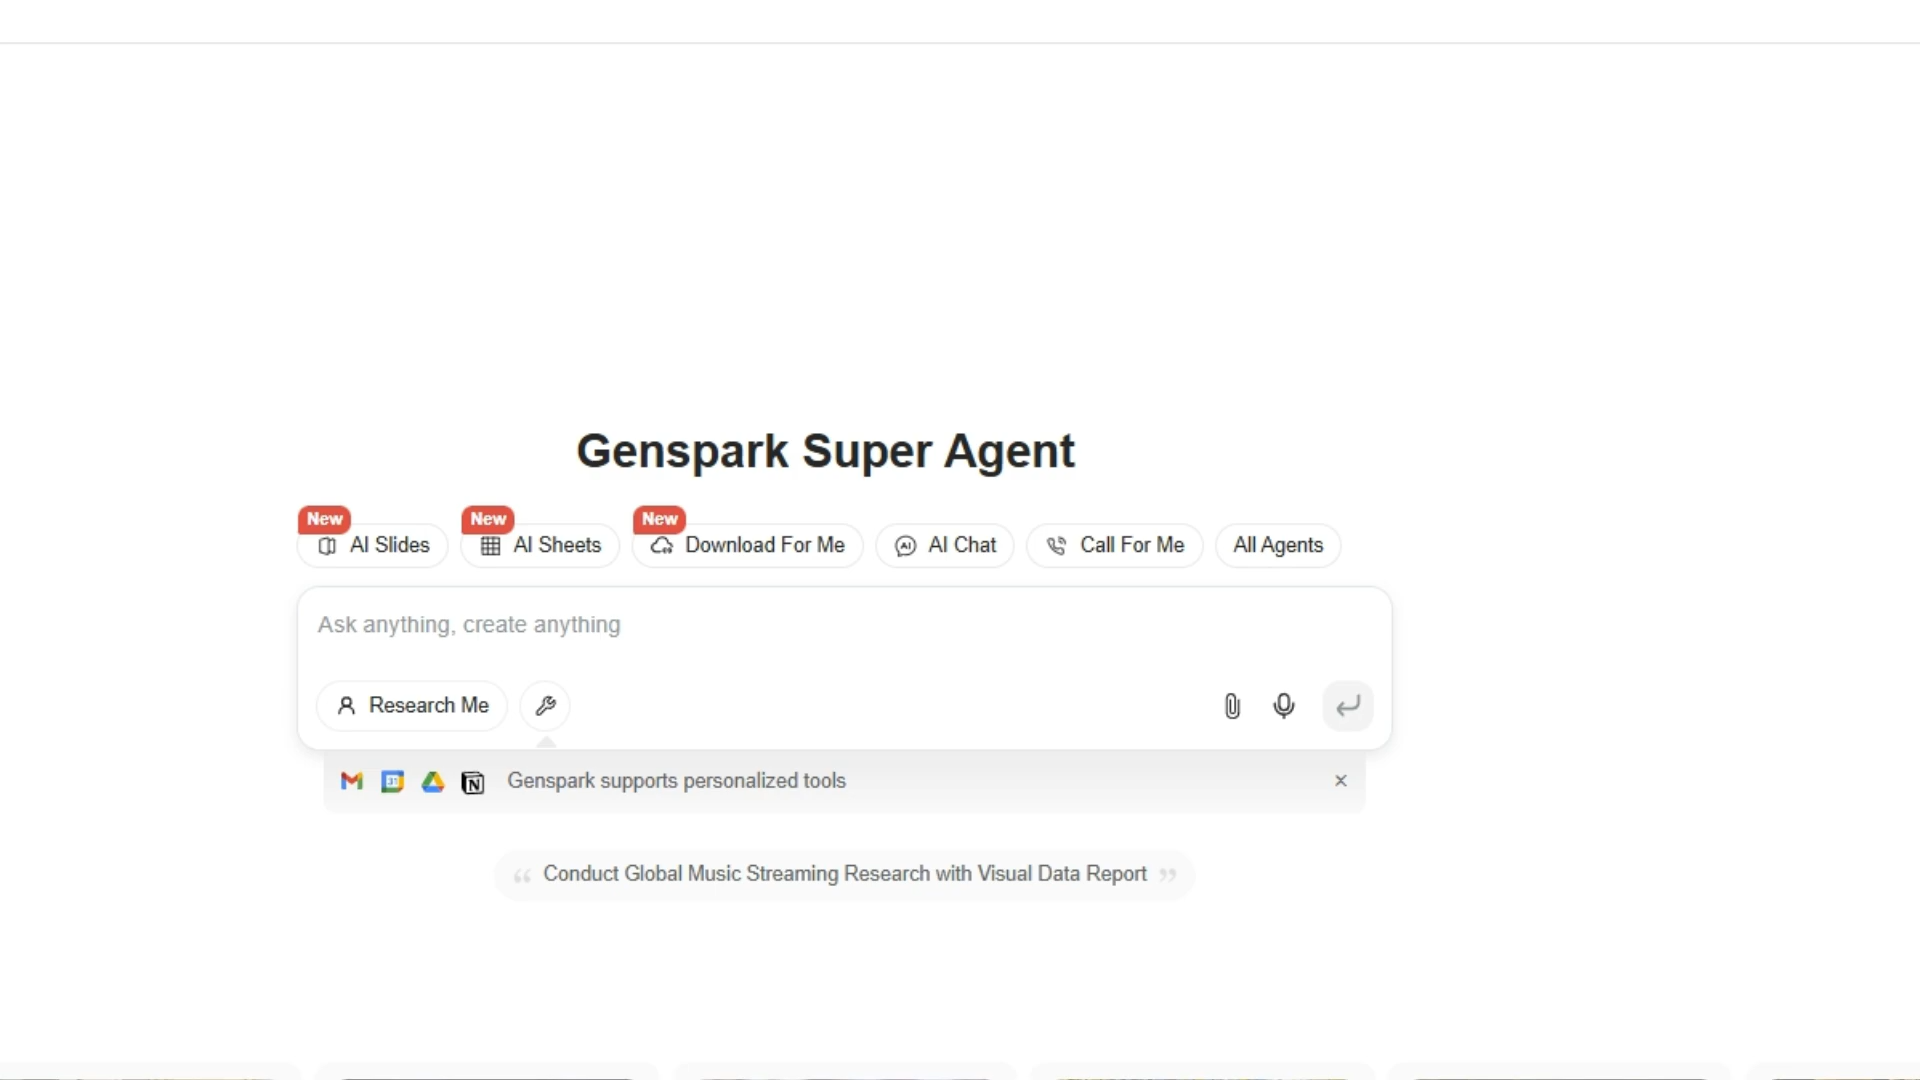 Genspark Super Agent
New New New
AI Slides AI Sheets Download For Me AI Chat Call For Me All Agents
Ask anything, create anything
Research Me
Genspark supports personalized tools
“ Conduct Global Music Streaming Research with Visual Data Report ”